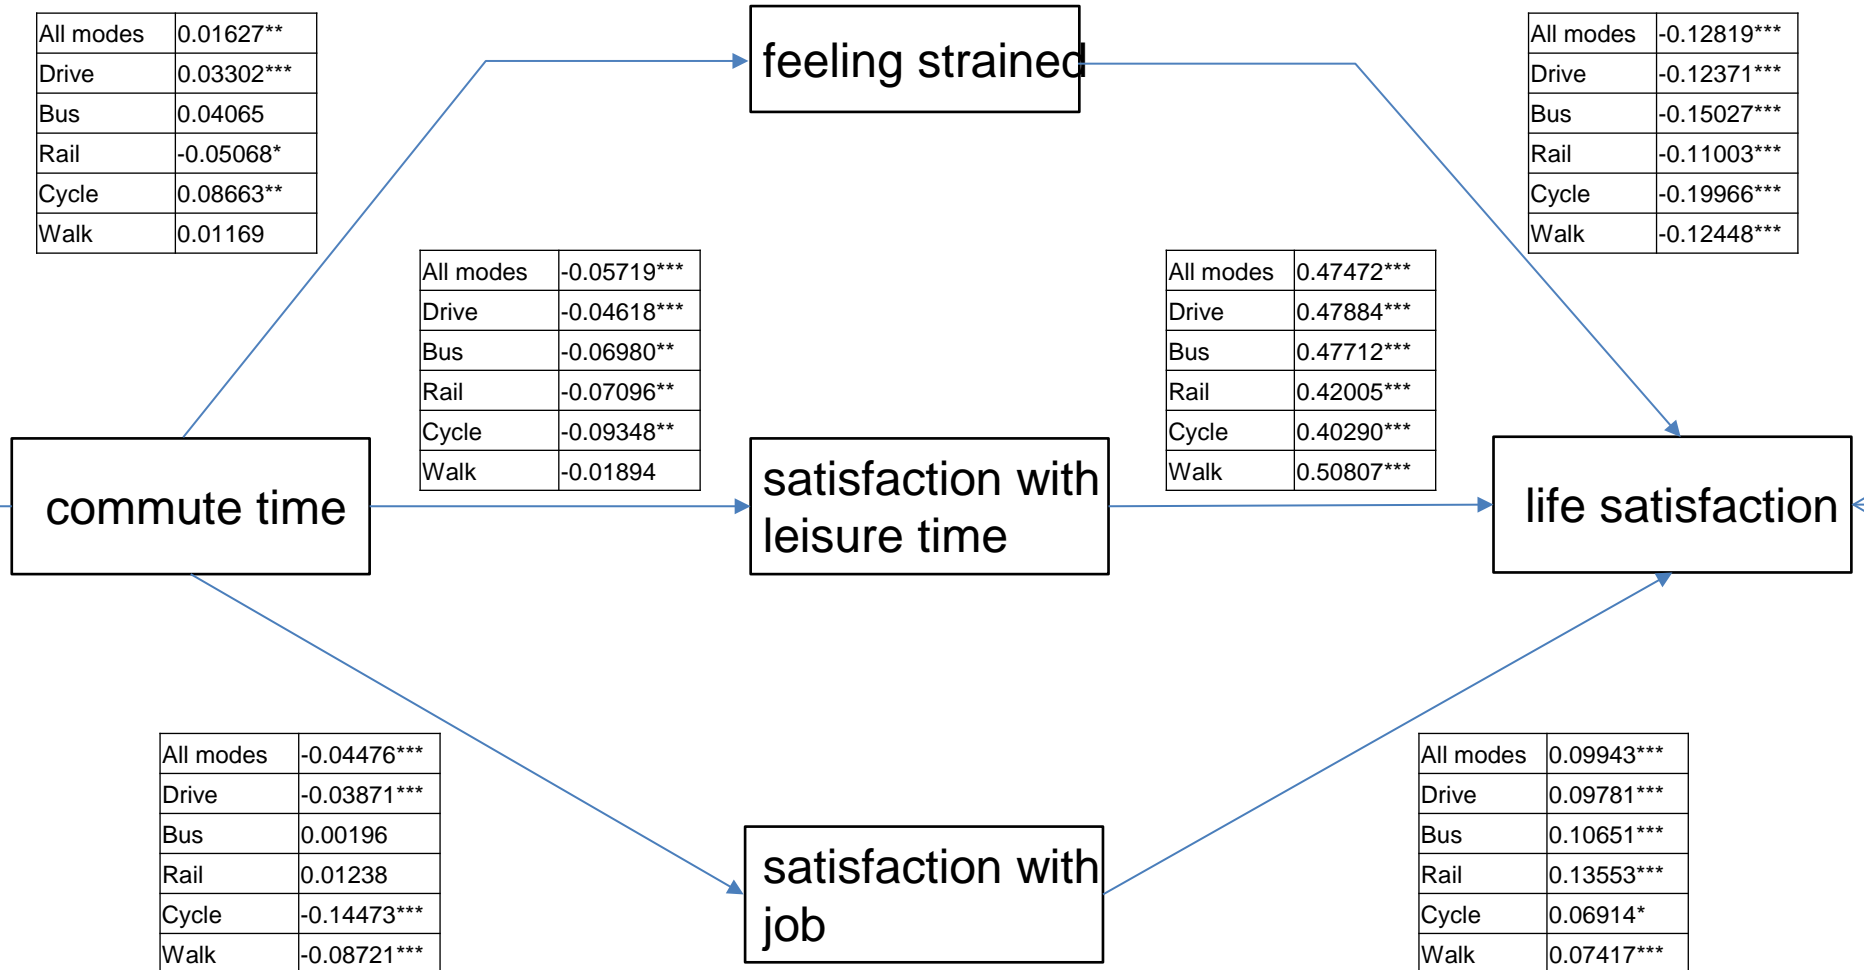 All modes 0.01627**
Drive 0.03302***
Bus 0.04065
Rail -0.05068*
Cycle 0.08663**
Walk 0.01169
feeling strained
All modes -0.12819***
Drive -0.12371***
Bus -0.15027***
Rail -0.11003***
Cycle -0.19966***
Walk -0.12448***
All modes -0.05719***
Drive -0.04618***
Bus -0.06980**
Rail -0.07096**
Cycle -0.09348**
Walk -0.01894
All modes 0.47472***
Drive 0.47884***
Bus 0.47712***
Rail 0.42005***
Cycle 0.40290***
Walk 0.50807***
commute time
satisfaction with
leisure time
life satisfaction
All modes -0.04476***
Drive -0.03871***
Bus 0.00196
Rail 0.01238
Cycle -0.14473***
Walk -0.08721***
satisfaction with
job
All modes 0.09943***
Drive 0.09781***
Bus 0.10651***
Rail 0.13553***
Cycle 0.06914*
Walk 0.07417***